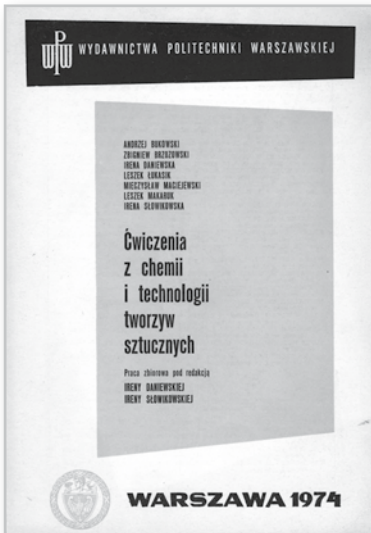 WPW WYDAWNICTWA POLITECHNIKI WARSZAWSKIEJ
ANDRZEJ BUKOWSKI
ZBIGNIEW BRZOZOWSKI
IRENA DANIEWSKA
LESZEK ŁUKASIK
MIECZYSŁAW MACIEJEWSKI
LESZEK MAKARUK
IRENA SŁOWIKOWSKA
Ćwiczenia
z chemii
i technologii
tworzyw
sztucznych
Praca zbiorowa pod redakcją
IRENY DANIEWSKIEJ
IRENY SŁOWIKOWSKIEJ
WARSZAWA 1974